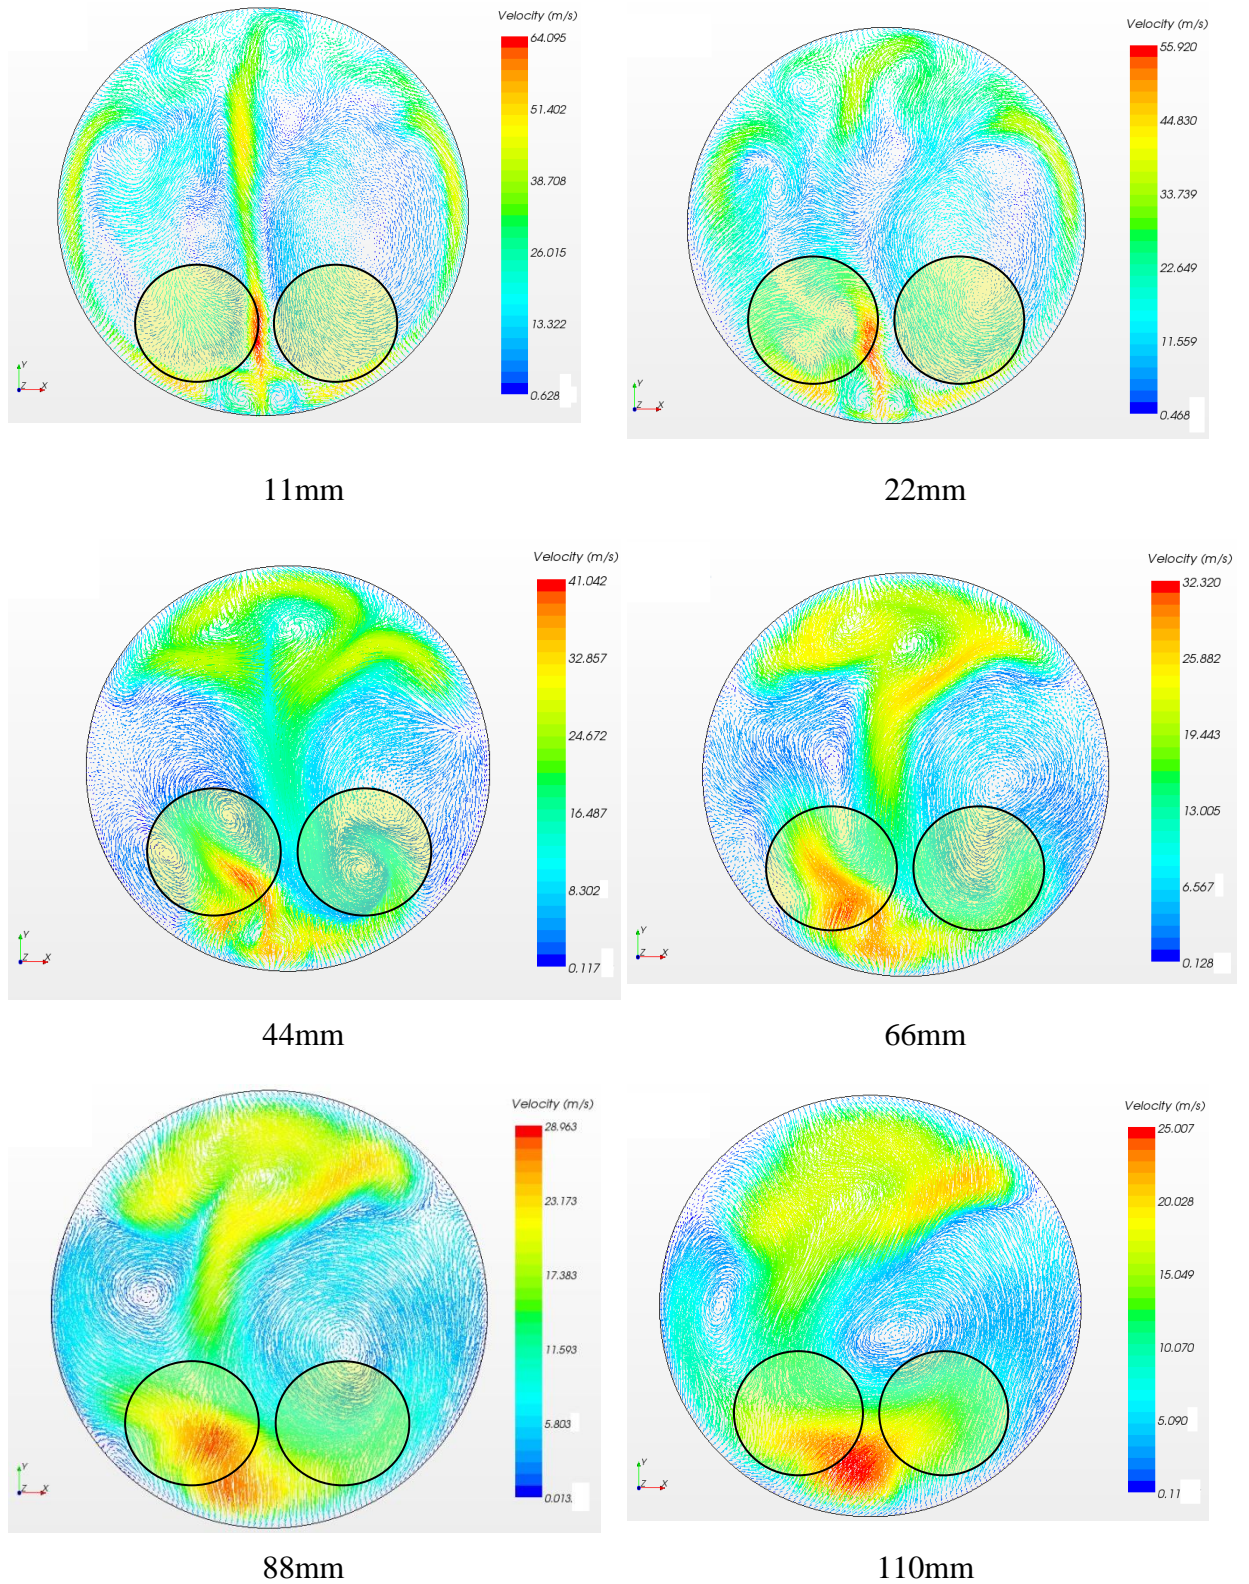 Velocity (m/s)
64.095
51.402
38.708
26.015
13.322
0.628
Y
Z X
11mm
Velocity (m/s)
55.920
44.830
33.739
22.649
11.559
0.468
Y
Z X
22mm
Velocity (m/s)
41.042
32.857
24.672
16.487
8.302
0.117
Y
Z X
44mm
Velocity (m/s)
32.320
25.882
19.443
13.005
6.567
0.128
Y
Z X
66mm
Velocity (m/s)
28.963
23.173
17.383
11.593
5.803
0.013
Y
Z X
88mm
Velocity (m/s)
25.007
20.028
15.049
10.070
5.090
0.11
Y
Z X
110mm